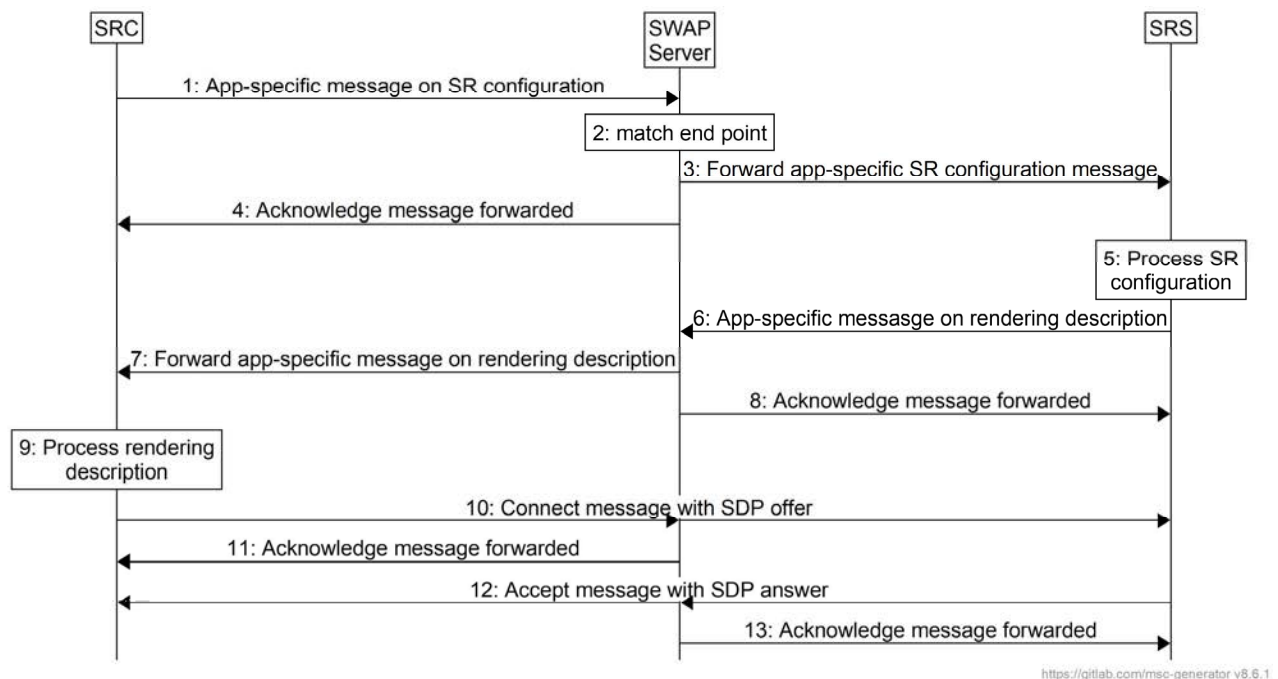 SRC
SWAP
Server
SRS
1: App-specific message on SR configuration
2: match end point
3: Forward app-specific SR configuration message
4: Acknowledge message forwarded
5: Process SR
configuration
6: App-specific messasge on rendering description
7: Forward app-specific message on rendering description
8: Acknowledge message forwarded
9: Process rendering
description
10: Connect message with SDP offer
11: Acknowledge message forwarded
12: Accept message with SDP answer
13: Acknowledge message forwarded
https://gitlab.com/msc-generator v8.6.1